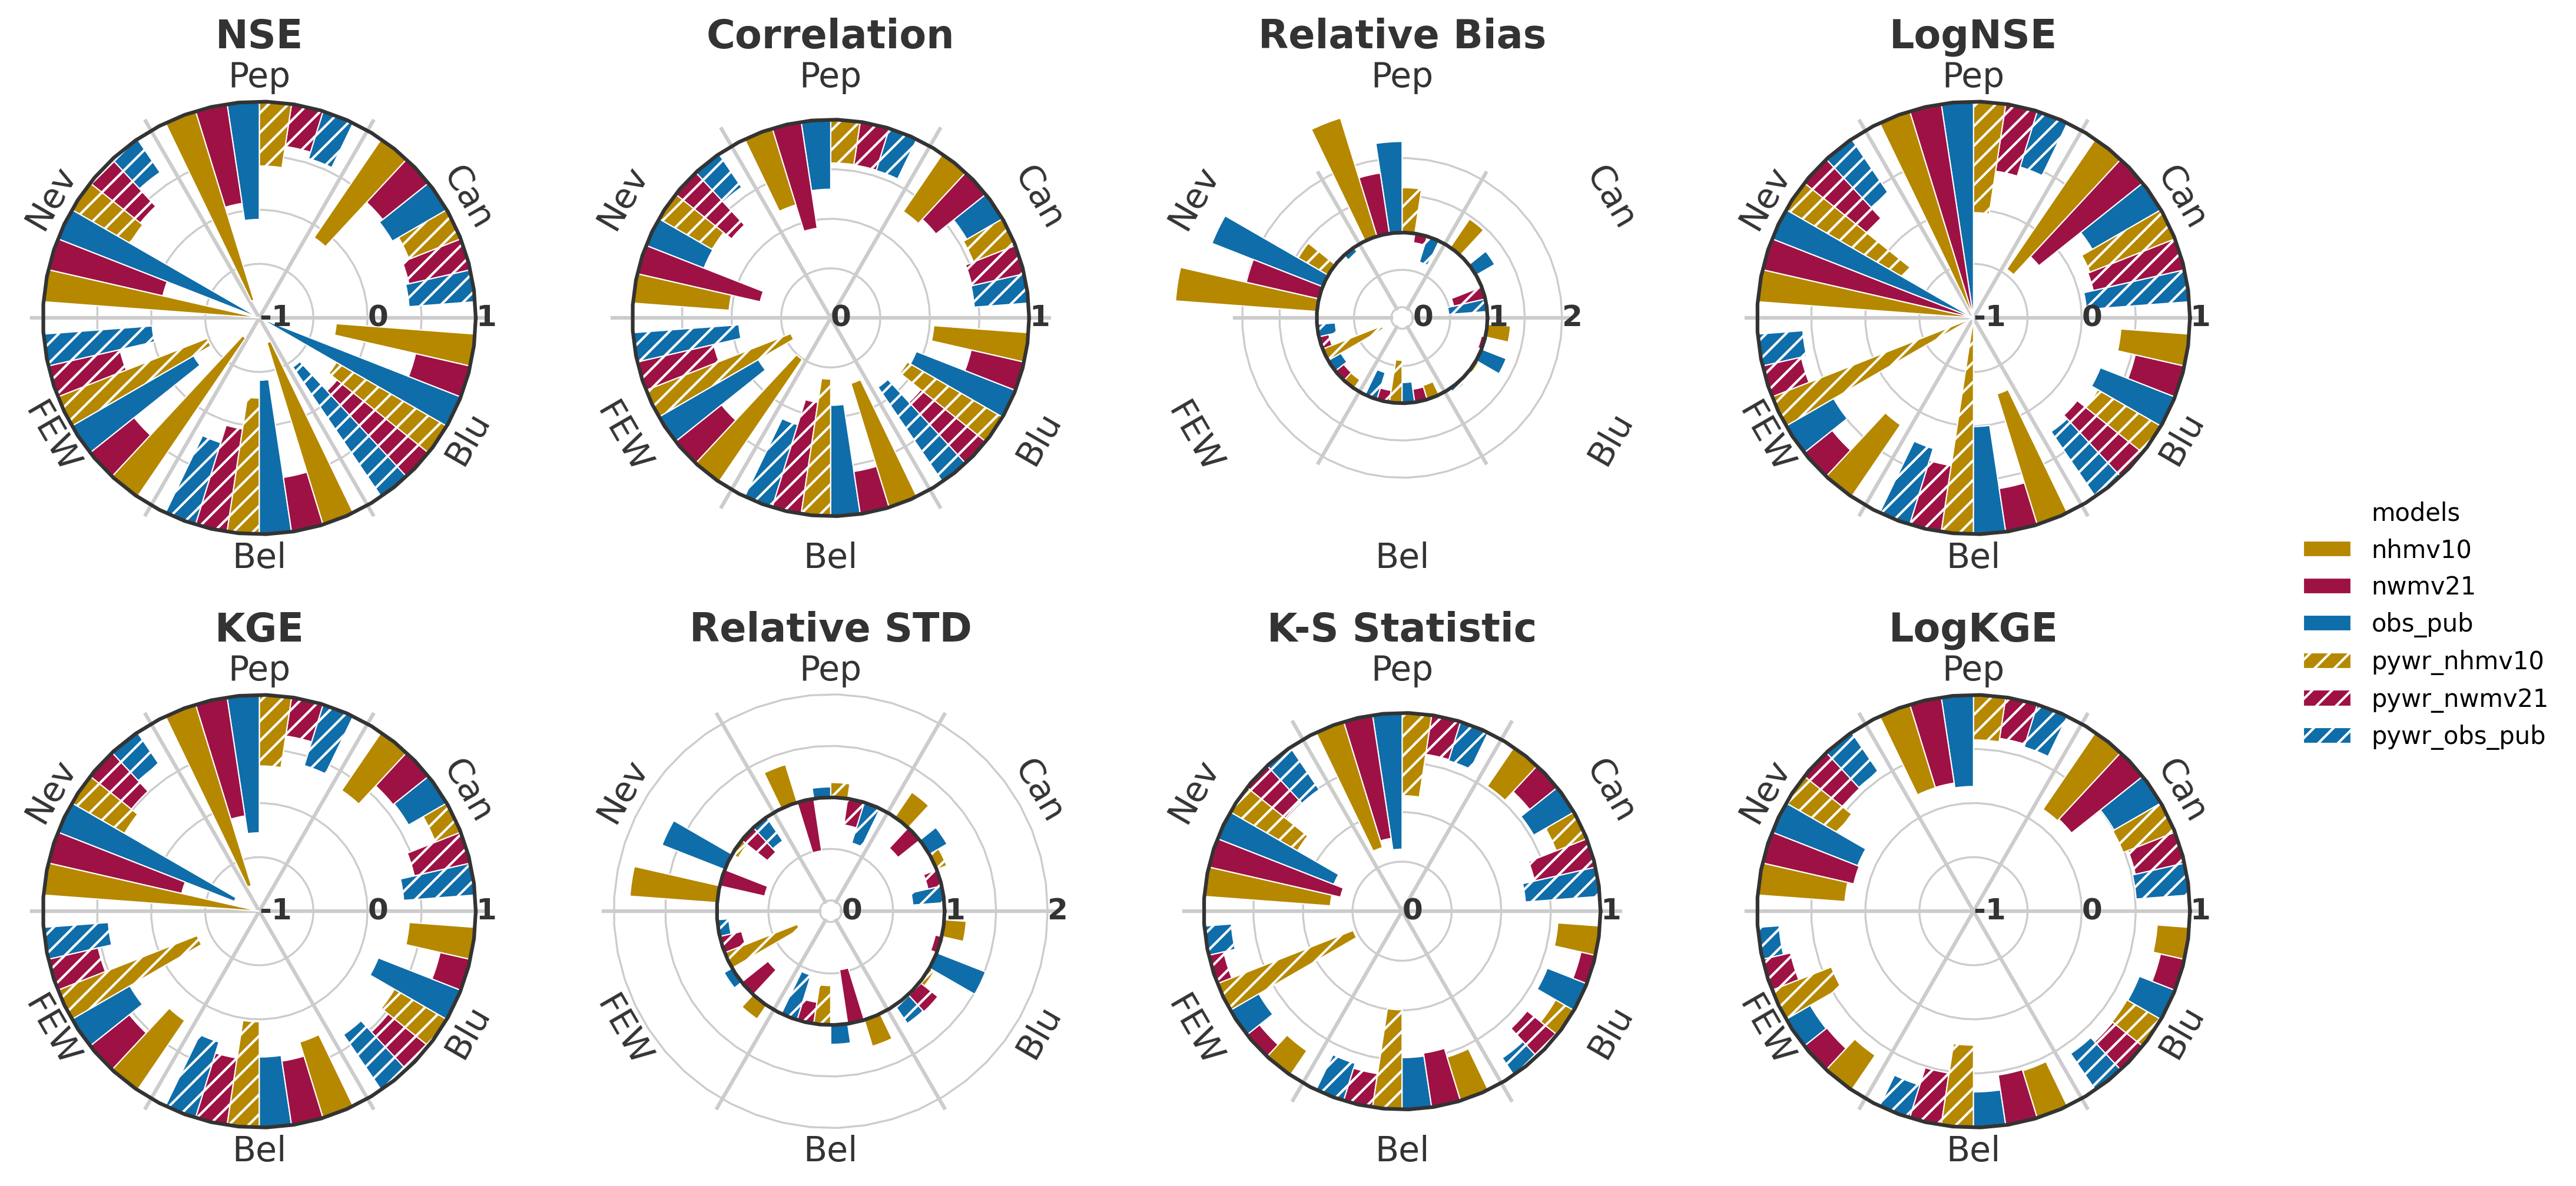 NSE
Pep
Can
Blu
Bel
FEW
Nev
-1
0
1
Correlation
Pep
Can
Blu
Bel
FEW
Nev
0
1
Relative Bias
Pep
Can
Blu
Bel
FEW
Nev
0
1
2
LogNSE
Pep
Can
Blu
Bel
FEW
Nev
-1
0
1
KGE
Pep
Can
Blu
Bel
FEW
Nev
-1
0
1
Relative STD
Pep
Can
Blu
Bel
FEW
Nev
0
1
2
K-S Statistic
Pep
Can
Blu
Bel
FEW
Nev
0
1
LogKGE
Pep
Can
Blu
Bel
FEW
Nev
-1
0
1
models
nhmv10
nwmv21
obs_pub
pywr_nhmv10
pywr_nwmv21
pywr_obs_pub